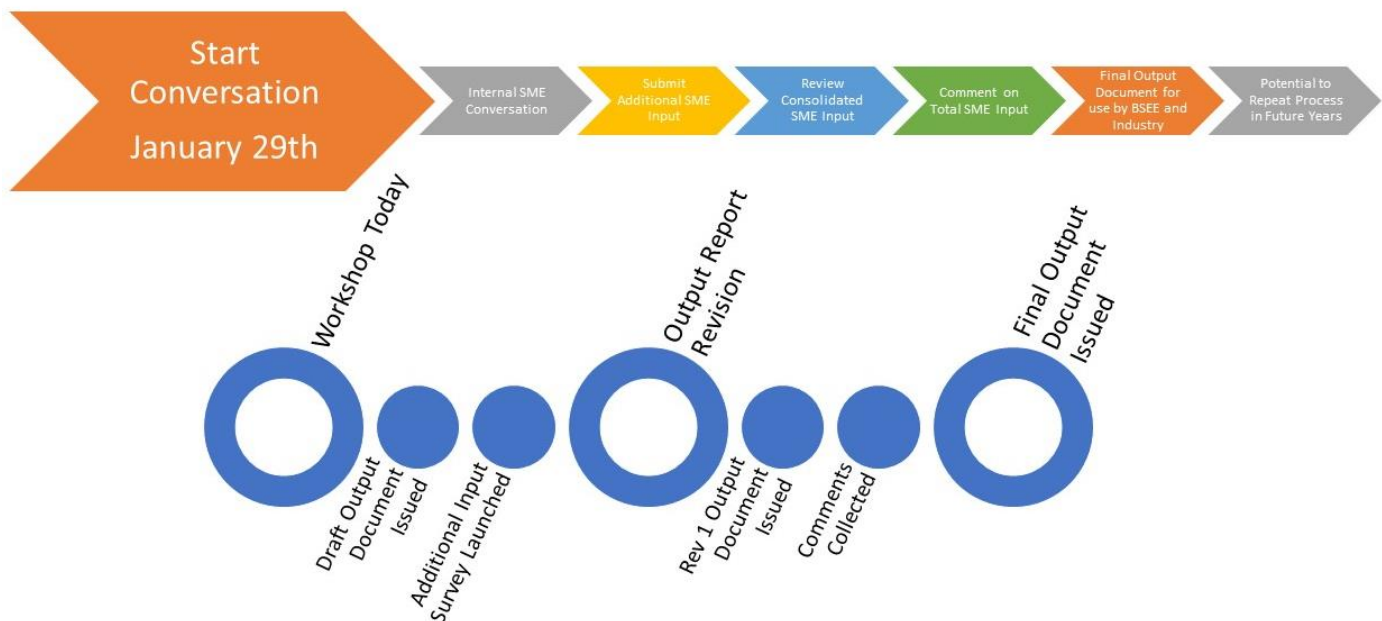 Start
Conversation
January 29th
Internal SME
Conversation
Submit
Additional SME
Input
Review
Consolidated
SME Input
Comment on
Total SME Input
Final Output
Document for
use by BSEE and
Industry
Potential to
Repeat Process
in Future Years
Workshop Today
Draft Output
Document
Issued
Additional Input
Survey Launched
Output Report
Revision
Rev 1 Output
Document
Issued
Comments
Collected
Final Output
Document
Issued